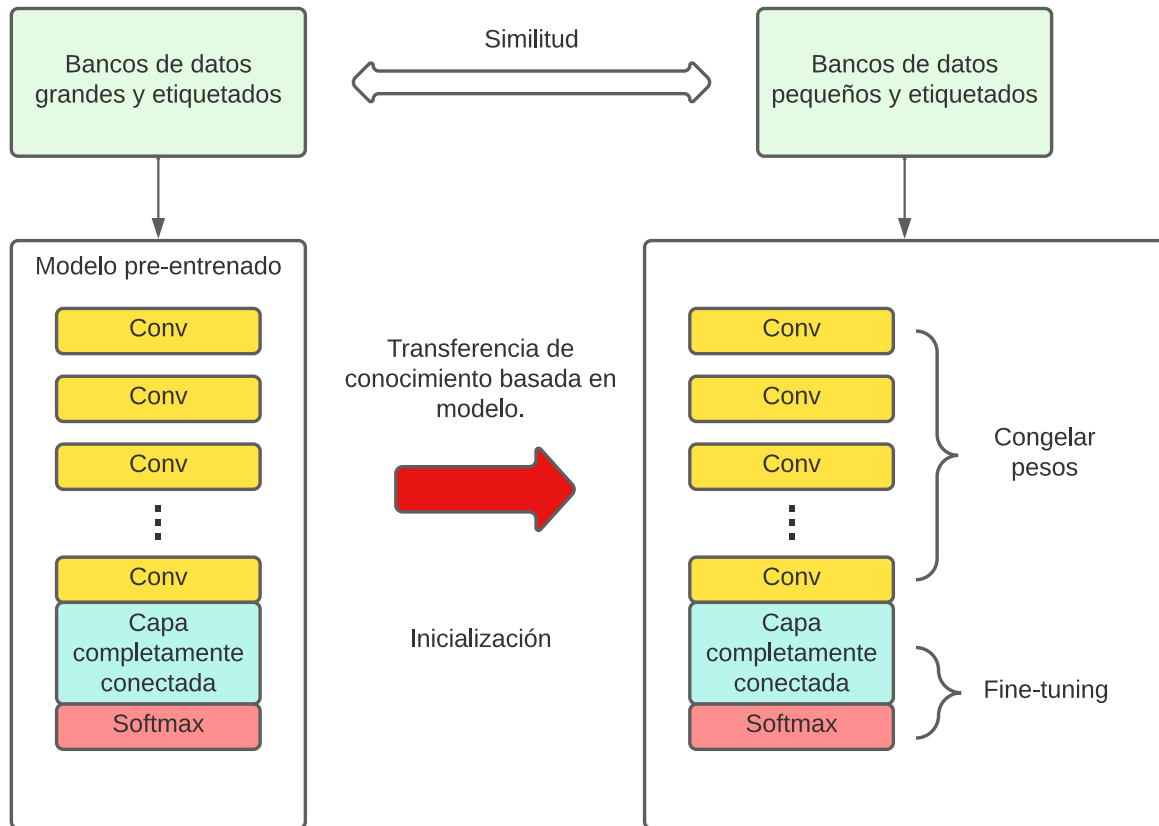 Bancos de datos
grandes y etiquetados
Similitud
Bancos de datos
pequeños y etiquetados
Modelo pre-entrenado
Conv
Conv
Conv
Conv
Capa
completamente
conectada
Softmax
Transferencia de
conocimiento basada en
modelo.
Inicialización
Conv
Conv
Conv
Conv
Capa
completamente
conectada
Softmax
Congelar
pesos
Fine-tuning